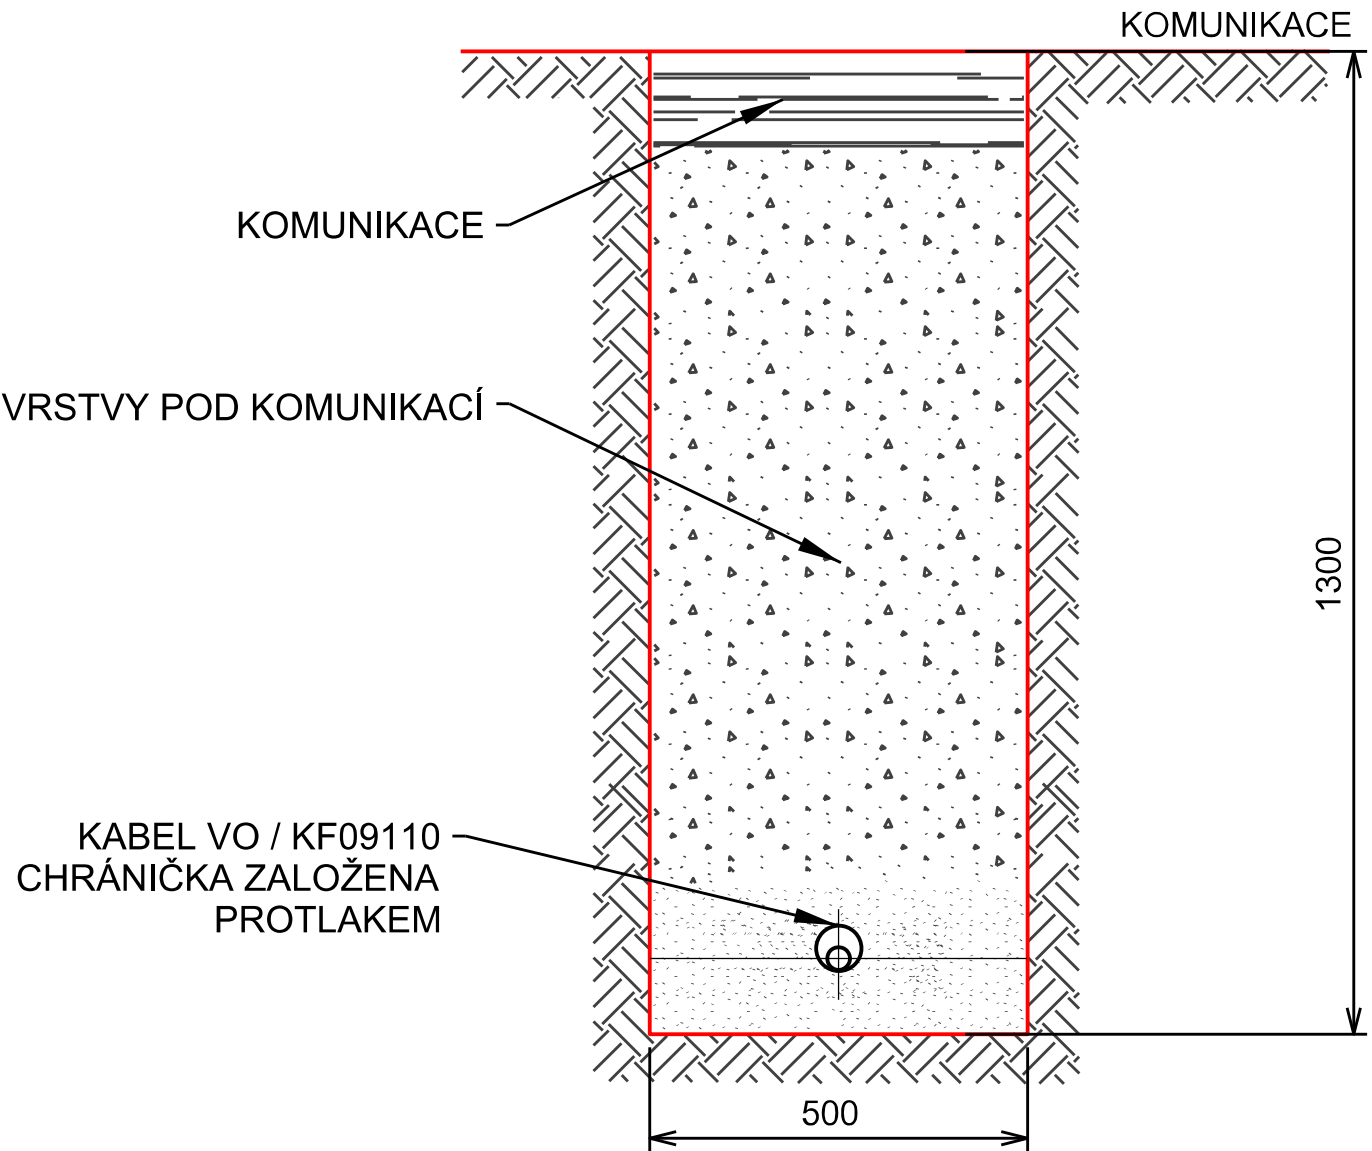 KOMUNIKACE
KOMUNIKACE
VRSTVY POD KOMUNIKACÍ
1300
KABEL VO / KF09110
CHRÁNIČKA ZALOŽENA
PROTLAKEM
500